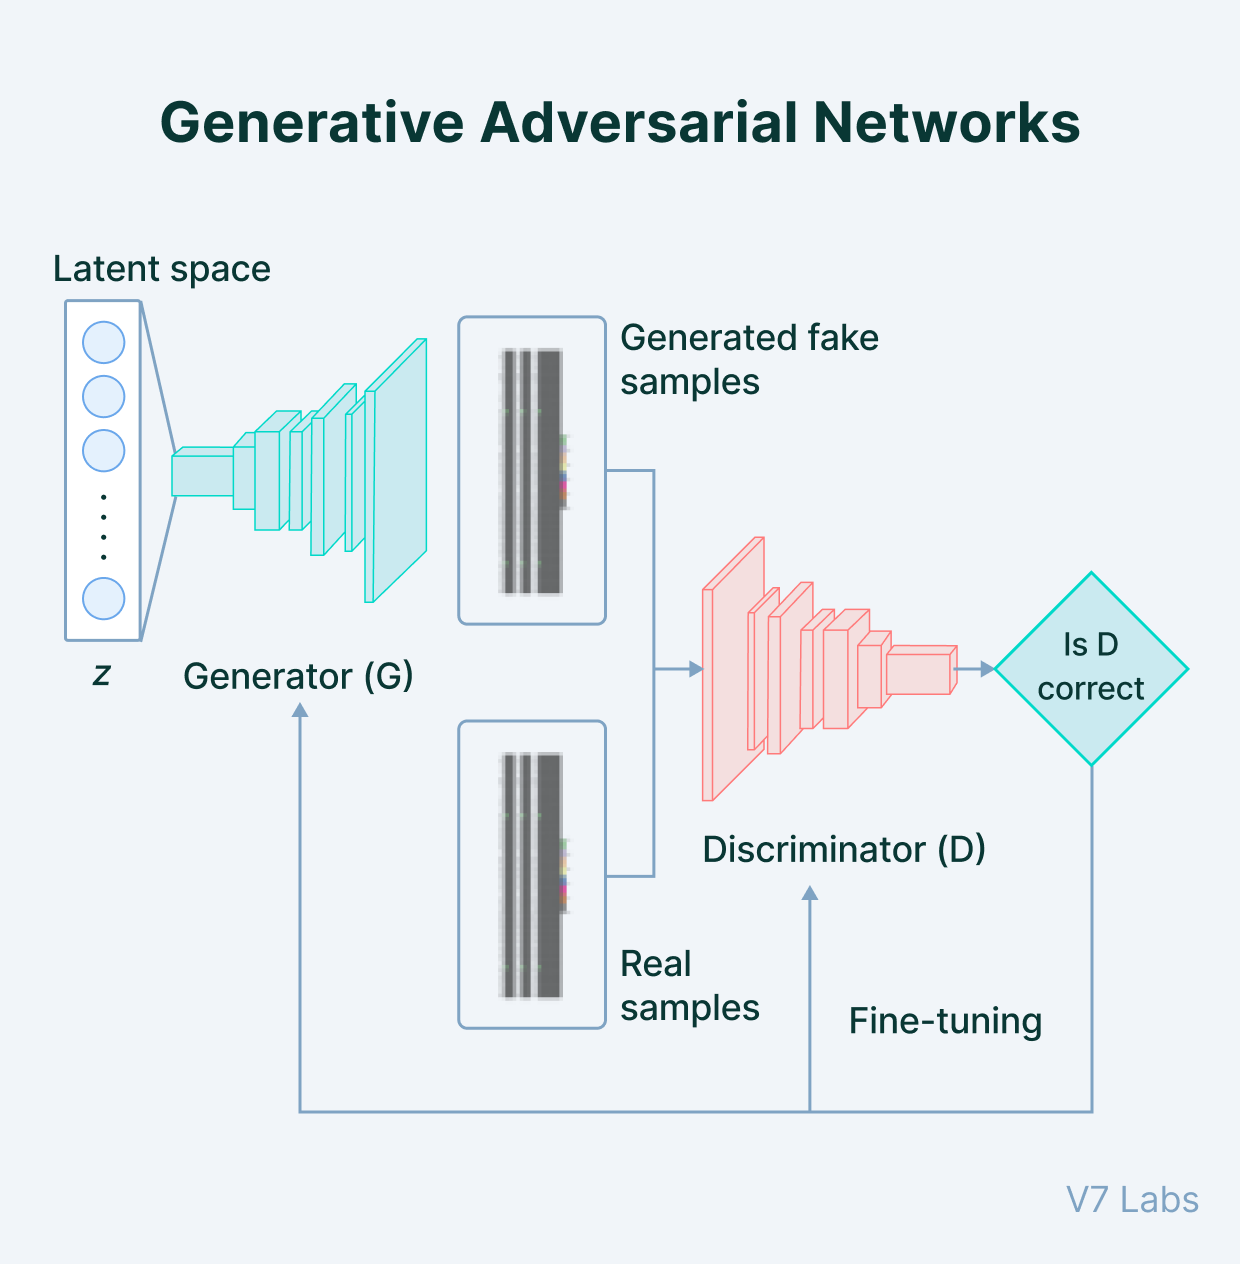 Generative Adversarial Networks
Latent space
Generated fake
samples
z
Generator (G)
Is D
correct
Discriminator (D)
Real
samples
Fine-tuning
V7 Labs